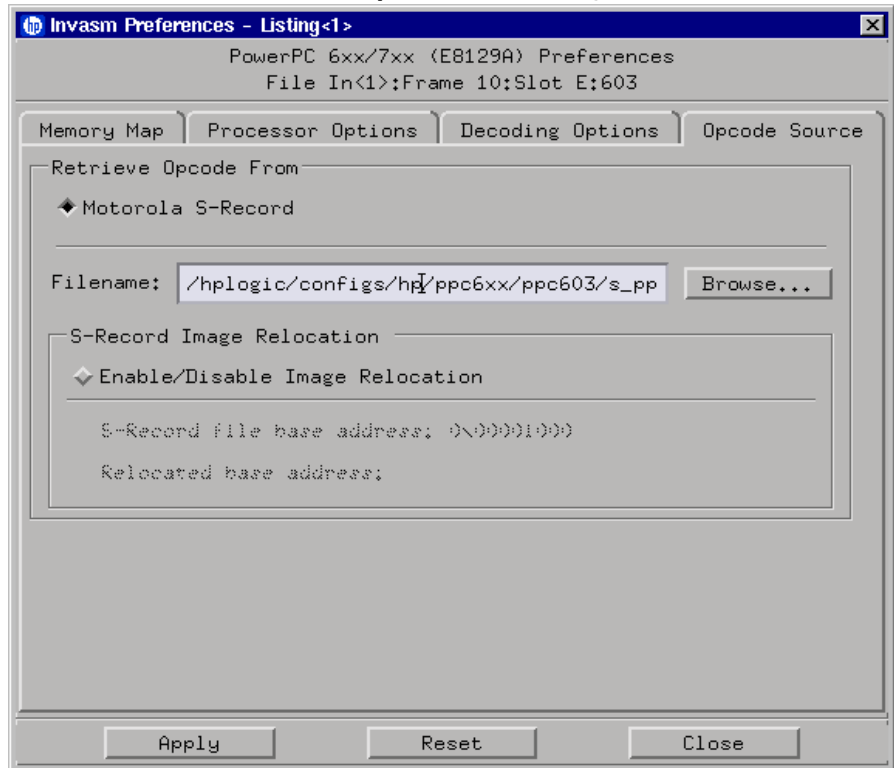 hp Invasm Preferences - Listing<1>
PowerPC 6xx/7xx (E8129A) Preferences
File In<1>:Frame 10:Slot E:603
Memory Map Processor Options Decoding Options Opcode Source
Retrieve Opcode From
Motorola S-Record
Filename: /hplogic/configs/hp/ppc6xx/ppc603/s_pp Browse...
S-Record Image Relocation
Enable/Disable Image Relocation
S-Record file base address: 0x00001000
Relocated base address:
Apply Reset Close